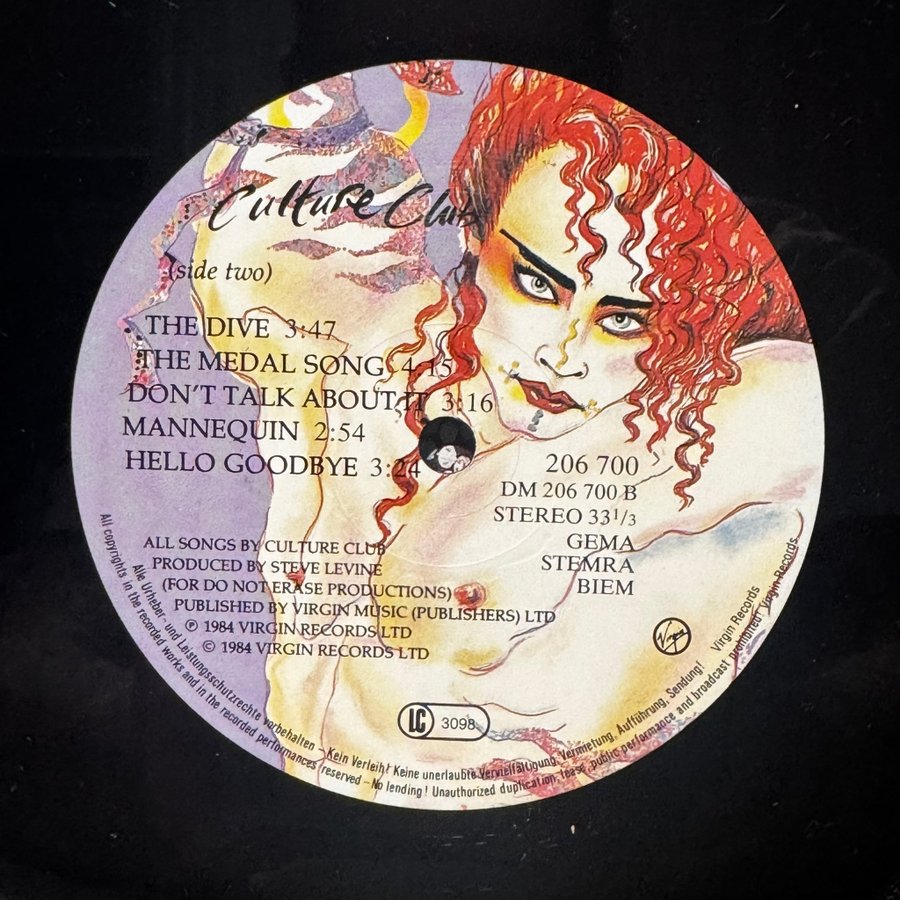 Culture Club
(side two)
THE DIVE 3:47
THE MEDAL SONG 4:15
DON'T TALK ABOUT IT 3:16
MANNEQUIN 2:54
HELLO GOODBYE 3:24
206 700
DM 206 700 B
STEREO 33 1/3
GEMA
STEMRA
BIEM
ALL SONGS BY CULTURE CLUB
PRODUCED BY STEVE LEVINE
(FOR DO NOT ERASE PRODUCTIONS)
PUBLISHED BY VIRGIN MUSIC (PUBLISHERS) LTD
℗ 1984 VIRGIN RECORDS LTD
© 1984 VIRGIN RECORDS LTD
Virgin
LC 3098
Alle Urheber- und Leistungsschutzrechte vorbehalten – Kein Verleih! Keine unerlaubte Vervielfältigung, Vermietung, Aufführung, Sendung! Virgin Records
All copyrights in the recorded works and in the recorded performances reserved – No lending! Unauthorized duplication, lease, public performance and broadcast prohibited Virgin Records